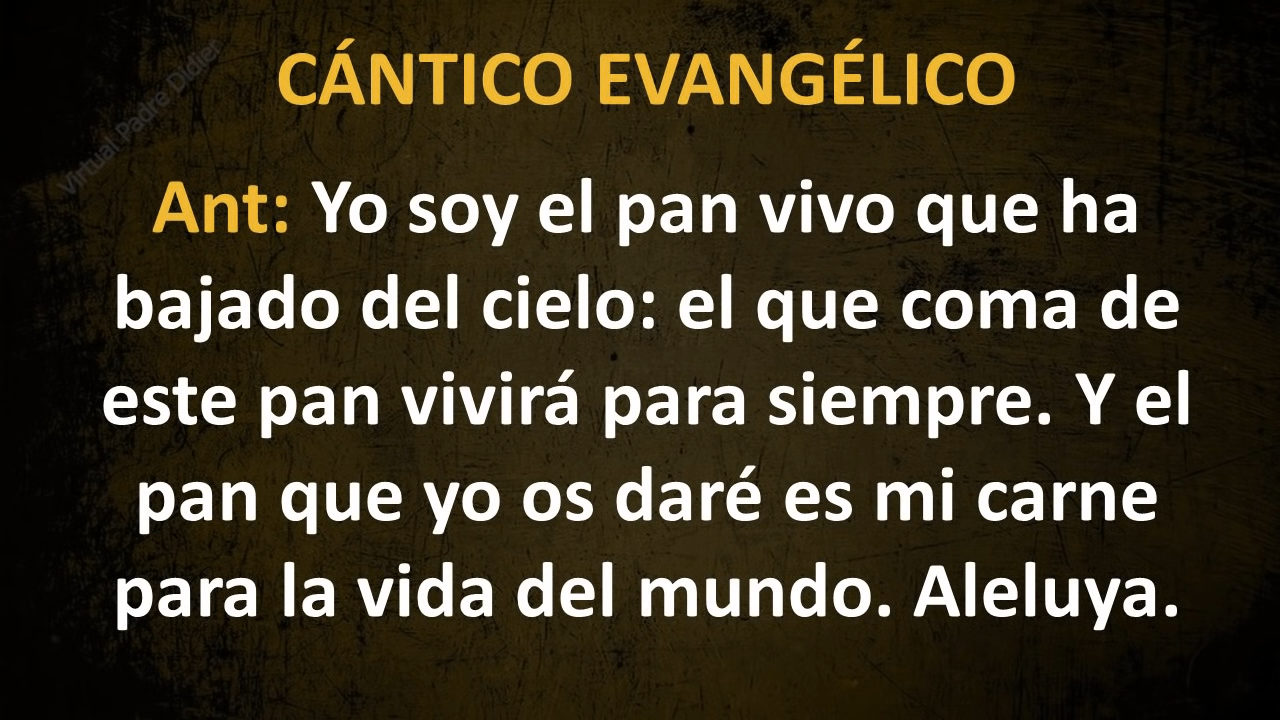 CÁNTICO EVANGÉLICO
Virtual Padre Didier
Ant: Yo soy el pan vivo que ha
bajado del cielo: el que coma de
este pan vivirá para siempre. Y el
pan que yo os daré es mi carne
para la vida del mundo. Aleluya.